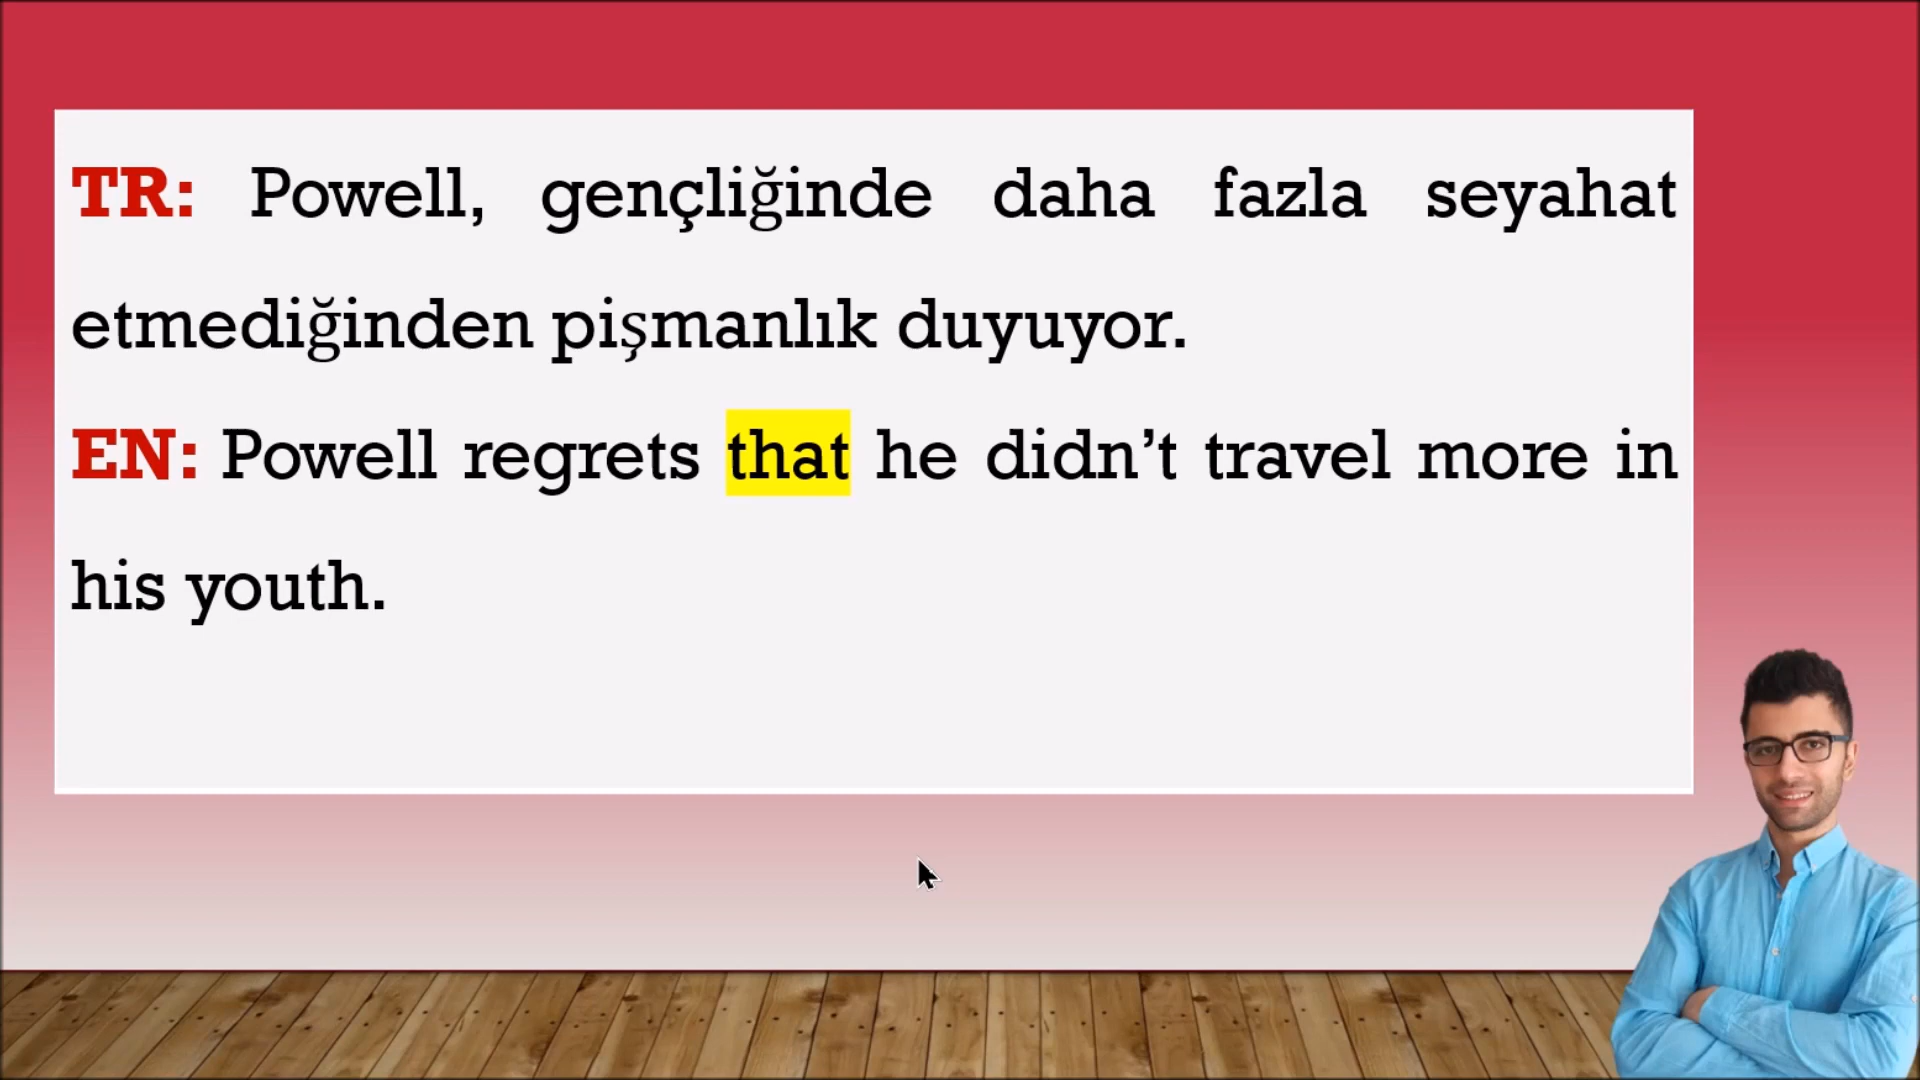 TR: Powell, gençliğinde daha fazla seyahat
etmediğinden pişmanlık duyuyor.
EN: Powell regrets that he didn’t travel more in
his youth.